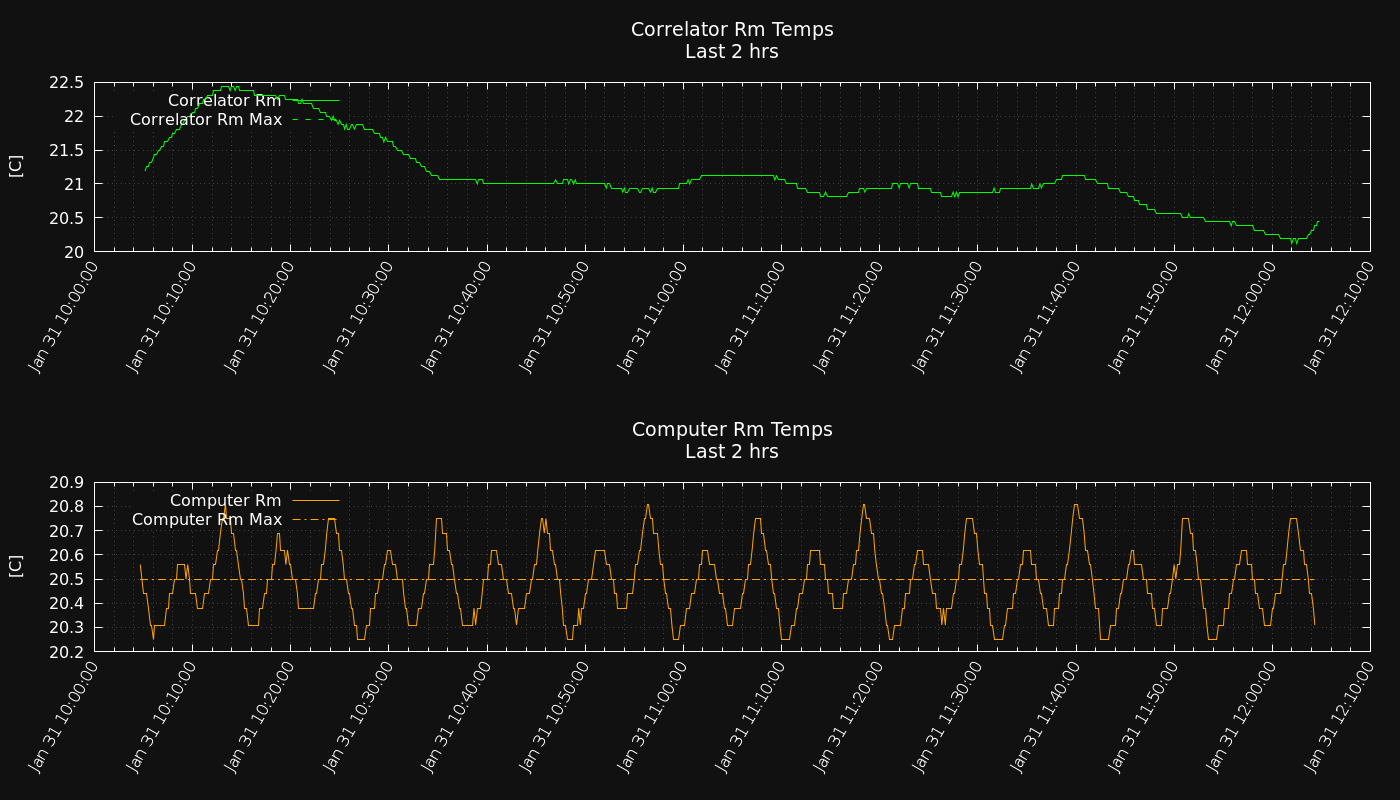 Correlator Rm Temps
Last 2 hrs
[C]
22.5
22
21.5
21
20.5
20
Correlator Rm
Correlator Rm Max
Jan 31 10:00:00
Jan 31 10:10:00
Jan 31 10:20:00
Jan 31 10:30:00
Jan 31 10:40:00
Jan 31 10:50:00
Jan 31 11:00:00
Jan 31 11:10:00
Jan 31 11:20:00
Jan 31 11:30:00
Jan 31 11:40:00
Jan 31 11:50:00
Jan 31 12:00:00
Jan 31 12:10:00
Computer Rm Temps
Last 2 hrs
[C]
20.9
20.8
20.7
20.6
20.5
20.4
20.3
20.2
Computer Rm
Computer Rm Max
Jan 31 10:00:00
Jan 31 10:10:00
Jan 31 10:20:00
Jan 31 10:30:00
Jan 31 10:40:00
Jan 31 10:50:00
Jan 31 11:00:00
Jan 31 11:10:00
Jan 31 11:20:00
Jan 31 11:30:00
Jan 31 11:40:00
Jan 31 11:50:00
Jan 31 12:00:00
Jan 31 12:10:00